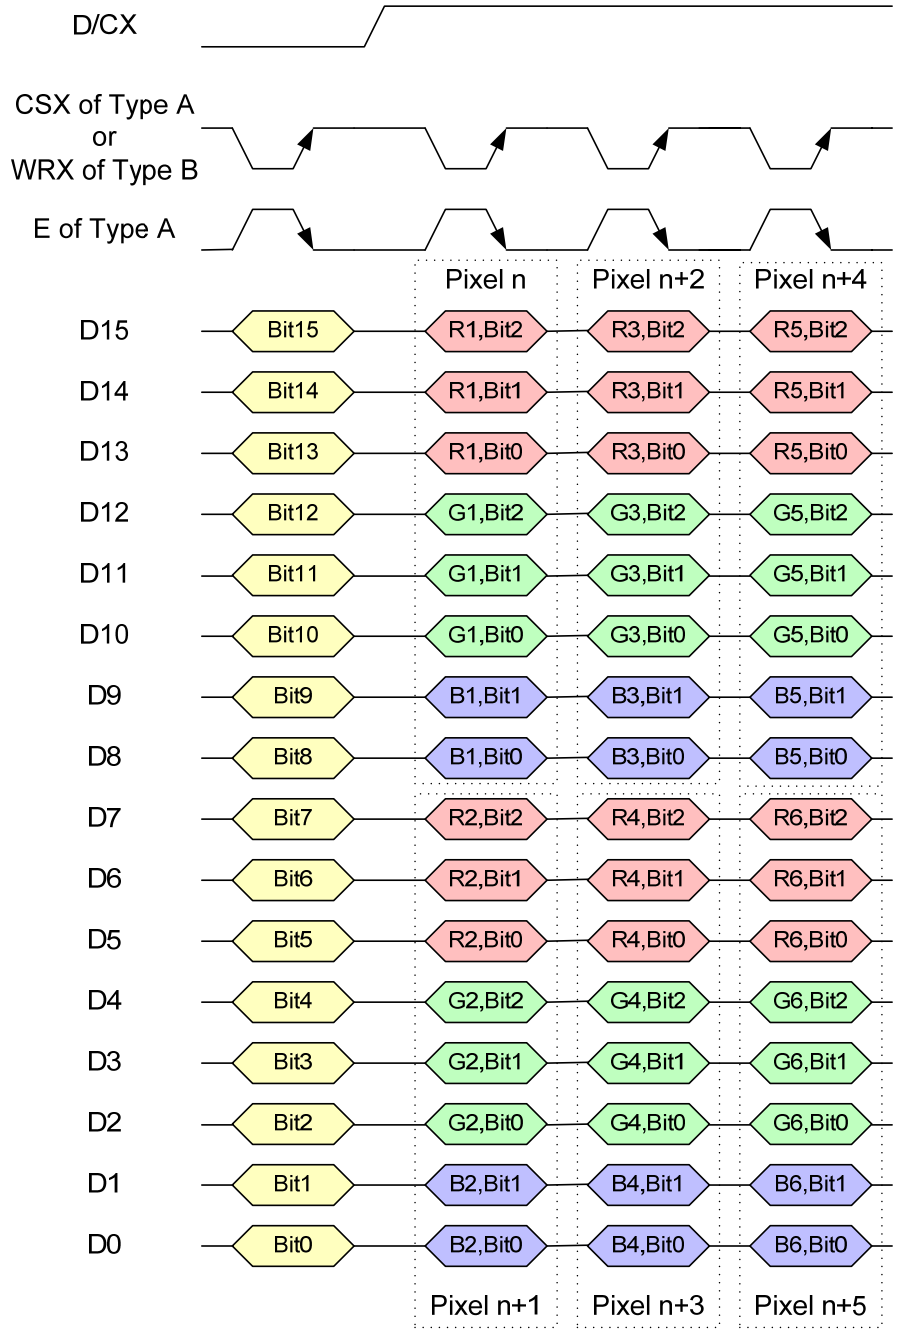 D/CX
CSX of Type A
or
WRX of Type B
E of Type A
Pixel n Pixel n+2 Pixel n+4
D15 Bit15 R1,Bit2 R3,Bit2 R5,Bit2
D14 Bit14 R1,Bit1 R3,Bit1 R5,Bit1
D13 Bit13 R1,Bit0 R3,Bit0 R5,Bit0
D12 Bit12 G1,Bit2 G3,Bit2 G5,Bit2
D11 Bit11 G1,Bit1 G3,Bit1 G5,Bit1
D10 Bit10 G1,Bit0 G3,Bit0 G5,Bit0
D9 Bit9 B1,Bit1 B3,Bit1 B5,Bit1
D8 Bit8 B1,Bit0 B3,Bit0 B5,Bit0
D7 Bit7 R2,Bit2 R4,Bit2 R6,Bit2
D6 Bit6 R2,Bit1 R4,Bit1 R6,Bit1
D5 Bit5 R2,Bit0 R4,Bit0 R6,Bit0
D4 Bit4 G2,Bit2 G4,Bit2 G6,Bit2
D3 Bit3 G2,Bit1 G4,Bit1 G6,Bit1
D2 Bit2 G2,Bit0 G4,Bit0 G6,Bit0
D1 Bit1 B2,Bit1 B4,Bit1 B6,Bit1
D0 Bit0 B2,Bit0 B4,Bit0 B6,Bit0
Pixel n+1 Pixel n+3 Pixel n+5